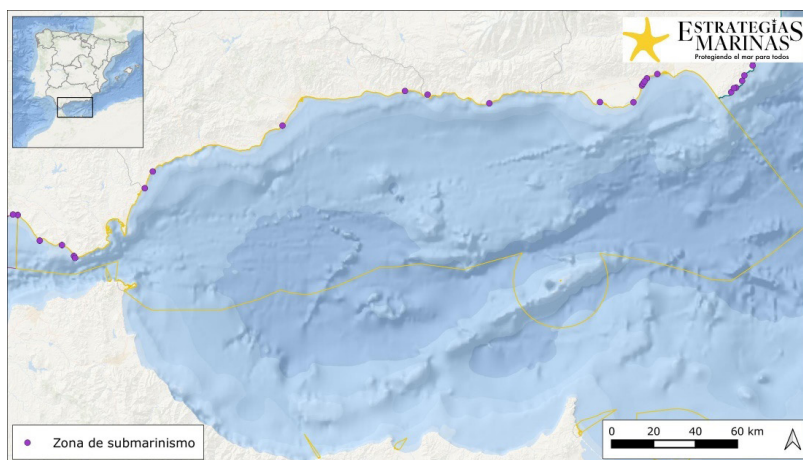 ESTRATEGIAS
MARINAS
Protegiendo el mar para todos
Zona de submarinismo
0 20 40 60 km